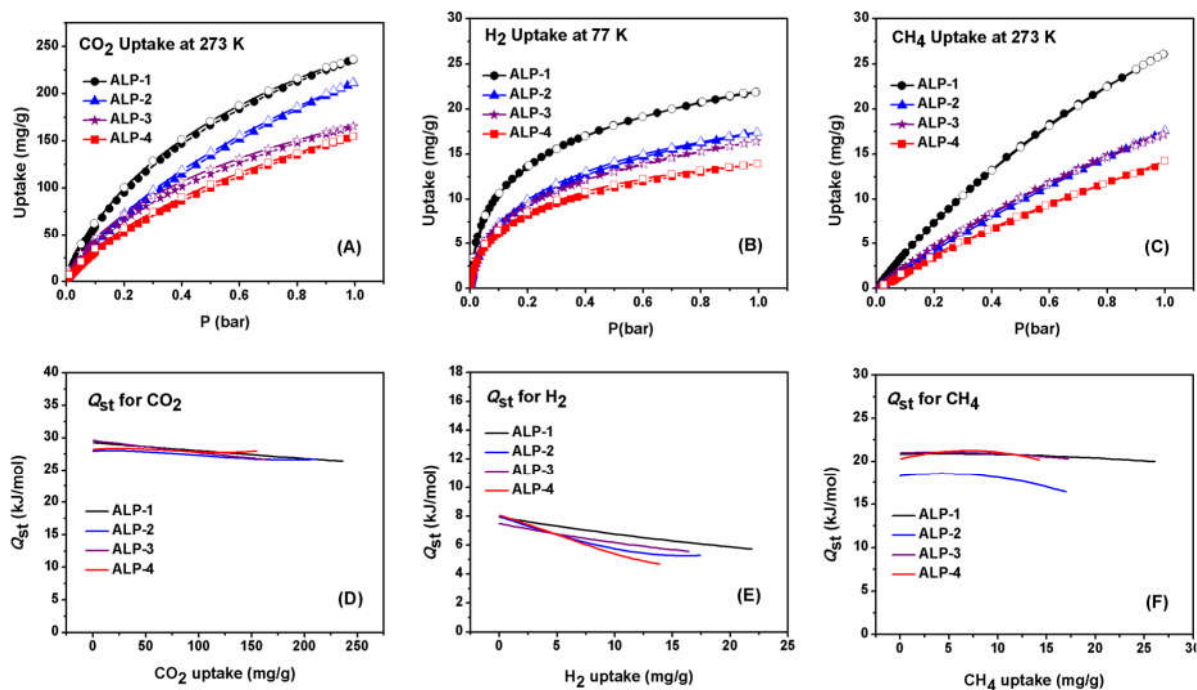 CO2 Uptake at 273 K
ALP-1
ALP-2
ALP-3
ALP-4
(A)
Uptake (mg/g)
250
200
150
100
50
0
0.0 0.2 0.4 0.6 0.8 1.0
P (bar)
H2 Uptake at 77 K
ALP-1
ALP-2
ALP-3
ALP-4
(B)
Uptake (mg/g)
30
25
20
15
10
5
0
0.0 0.2 0.4 0.6 0.8 1.0
P(bar)
CH4 Uptake at 273 K
ALP-1
ALP-2
ALP-3
ALP-4
(C)
Uptake (mg/g)
30
25
20
15
10
5
0
0.0 0.2 0.4 0.6 0.8 1.0
P(bar)
Qst for CO2
ALP-1
ALP-2
ALP-3
ALP-4
(D)
Qst (kJ/mol)
40
35
30
25
20
15
10
5
0
0 50 100 150 200 250
CO2 uptake (mg/g)
Qst for H2
ALP-1
ALP-2
ALP-3
ALP-4
(E)
Qst (kJ/mol)
18
16
14
12
10
8
6
4
2
0
0 5 10 15 20 25
H2 uptake (mg/g)
Qst for CH4
ALP-1
ALP-2
ALP-3
ALP-4
(F)
Qst (kJ/mol)
30
25
20
15
10
5
0
0 5 10 15 20 25 30
CH4 uptake (mg/g)